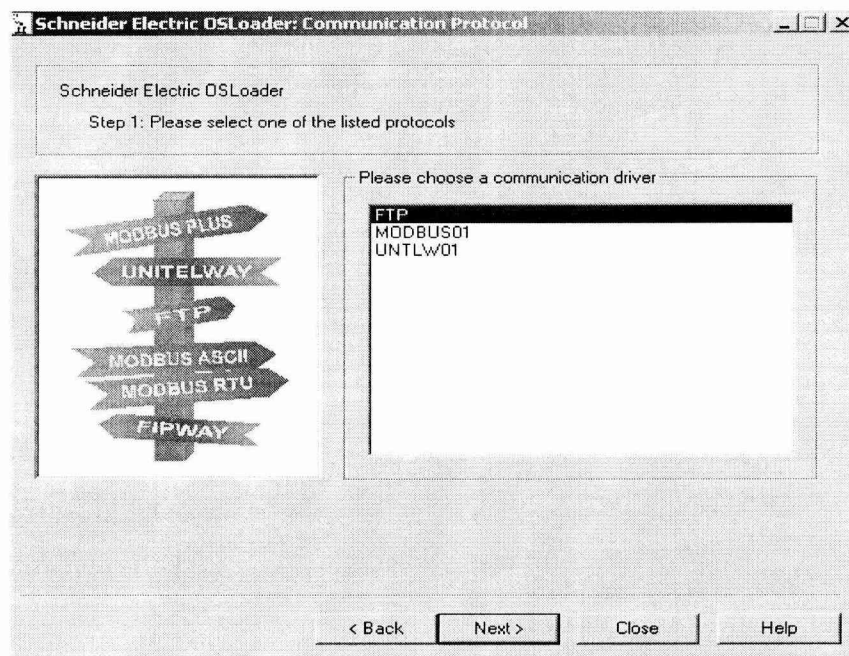 Schneider Electric OSLoader: Communication Protocol
Schneider Electric OSLoader
Step 1: Please select one of the listed protocols
MODBUS PLUS
UNITELWAY
FTP
MODBUS ASCII
MODBUS RTU
FIPWAY
Please choose a communication driver
FTP
MODBUS01
UNTLW01
< Back Next > Close Help